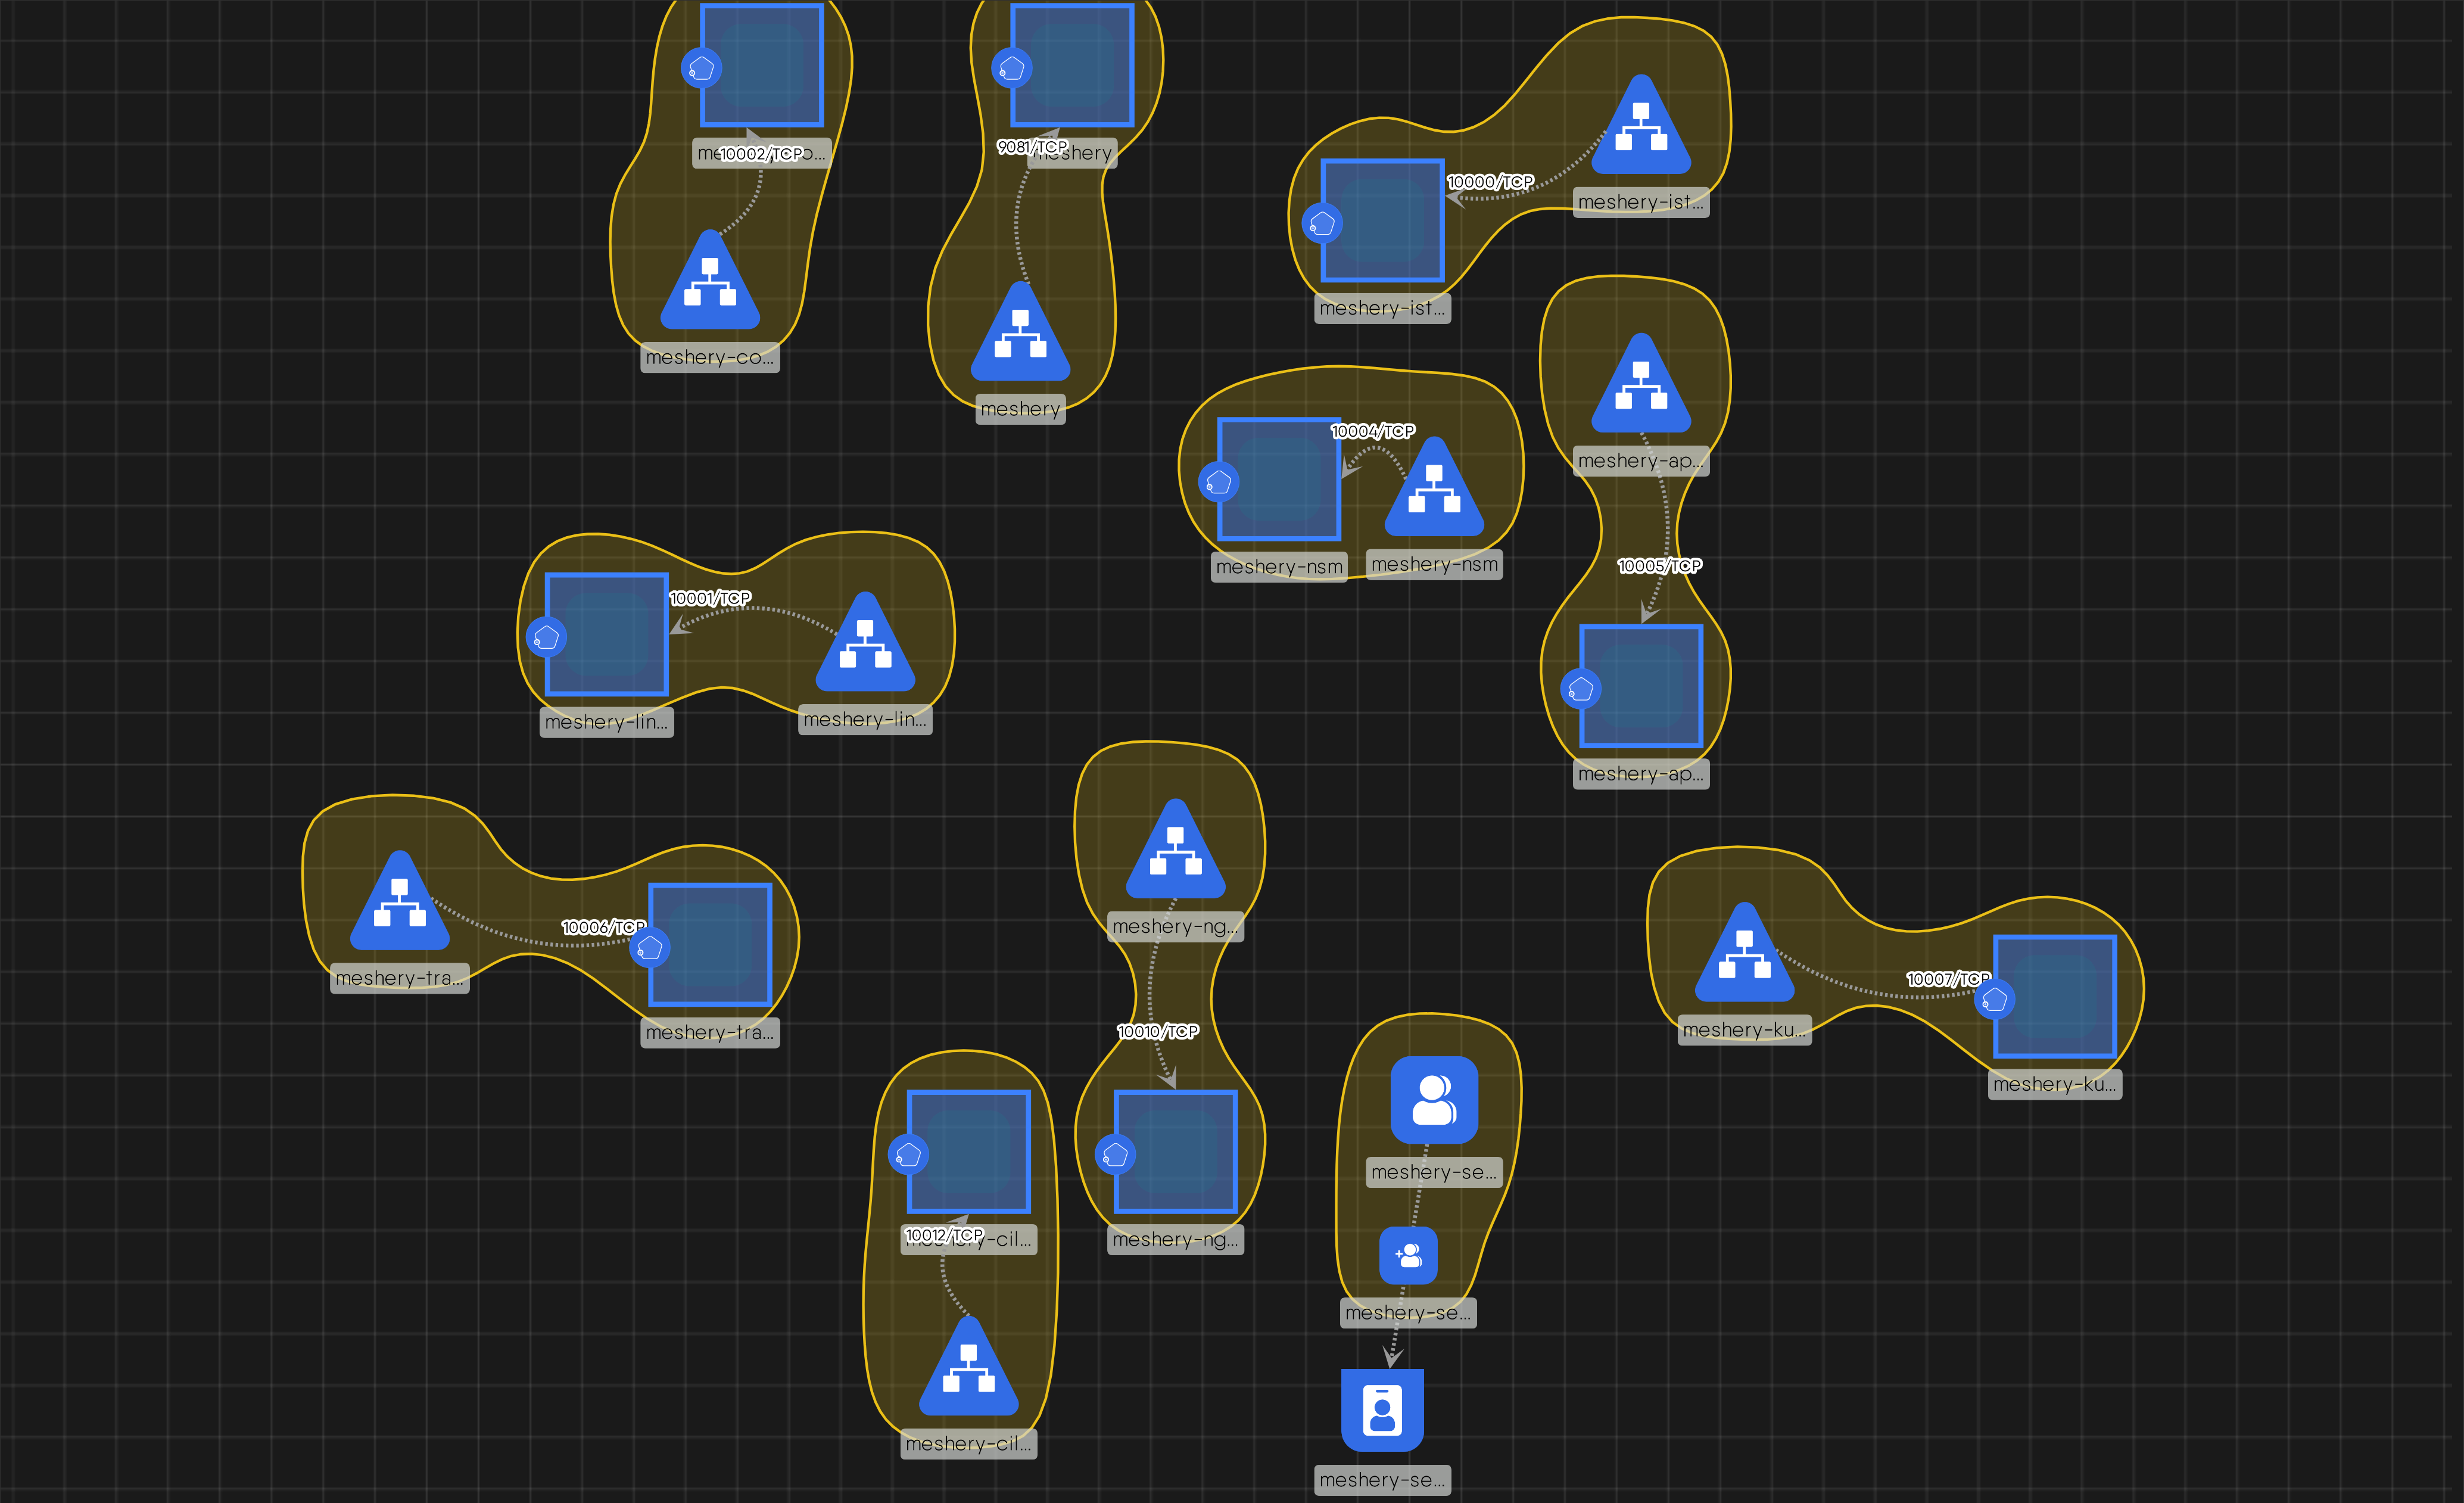 10002/TCP
9081/TCP
meshery
meshery-ist...
10000/TCP
meshery-ist...
meshery-co...
meshery
10004/TCP
meshery-ap...
meshery-nsm
meshery-nsm
10005/TCP
10001/TCP
meshery-lin...
meshery-lin...
meshery-ap...
10006/TCP
meshery-ng...
meshery-tra...
meshery-tra...
10007/TCP
meshery-ku...
meshery-ku...
10010/TCP
meshery-se...
10012/TCP
meshery-cil...
meshery-ng...
meshery-se...
meshery-cil...
meshery-se...